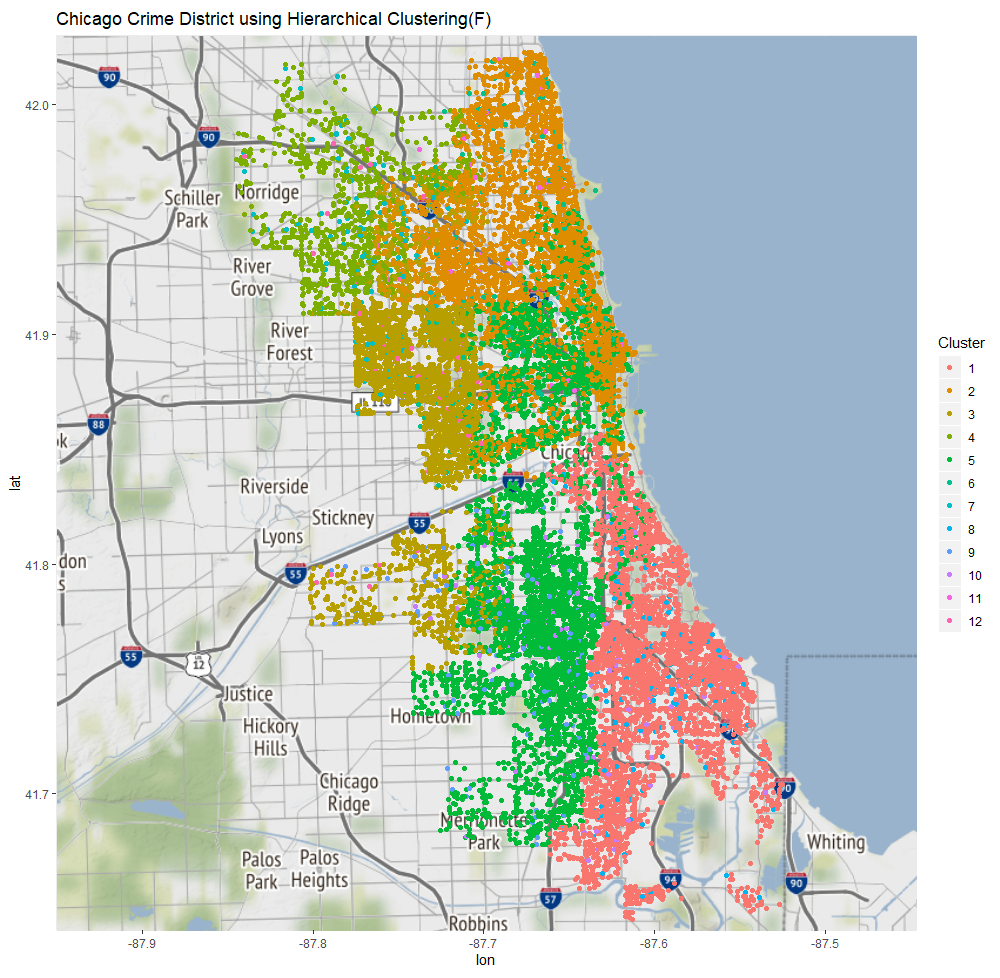 Chicago Crime District using Hierarchical Clustering(F)
90
42.0
90
Schiller
Park
Norridge
River
Grove
River
Forest
41.9
88
Chicago
Riverside
Stickney
55
Lyons
41.8
don
s
55
55
12
Justice
Hometown
Hickory
Hills
Chicago
Ridge
41.7
Merrionette
Park
Whiting
Palos
Park
Palos
Heights
94
90
57
Robbins
-87.9
-87.8
-87.7
-87.6
-87.5
lon
lat
Cluster
1
2
3
4
5
6
7
8
9
10
11
12